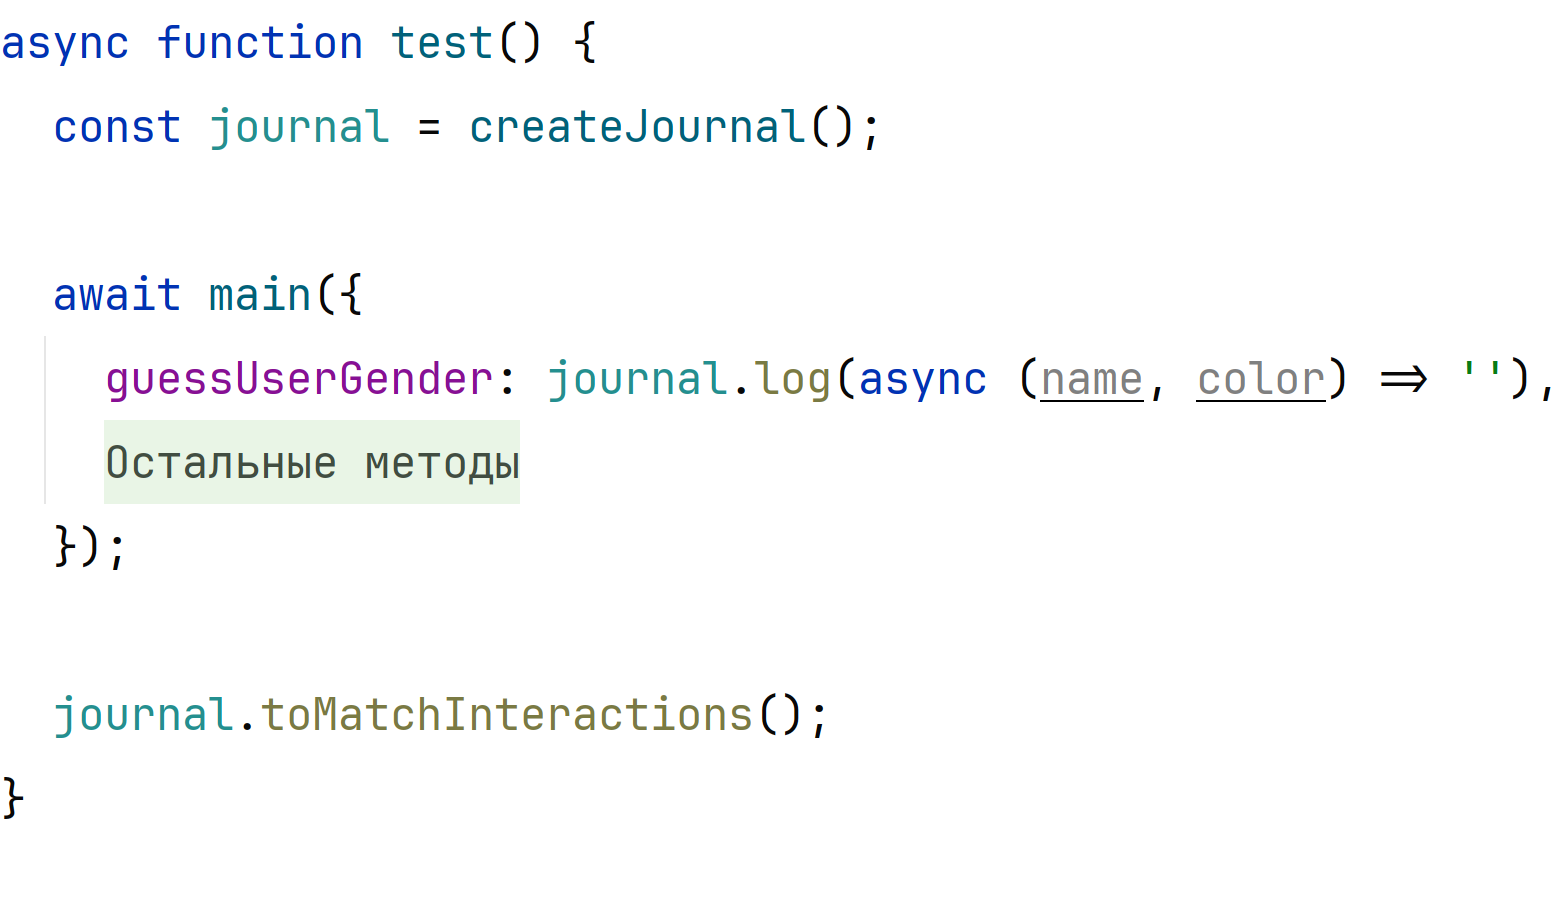 async function test() {
const journal = createJournal();
await main({
guessUserGender: journal.log(async (name, color) => ''),
Остальные методы
});
journal.toMatchInteractions();
}